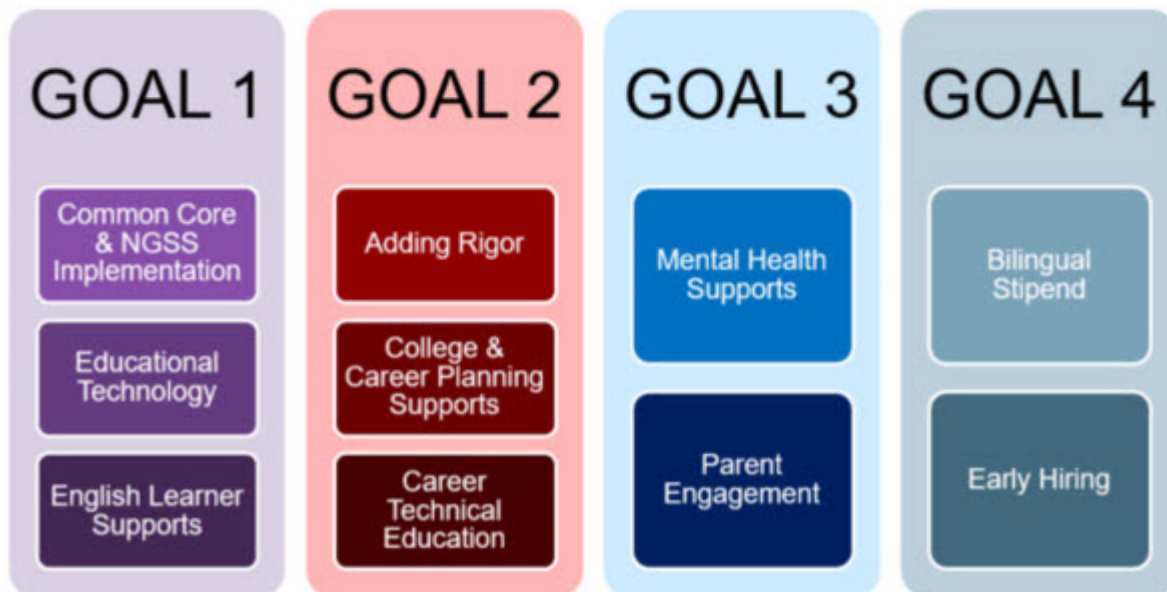 GOAL 1
Common Core
& NGSS
Implementation
Educational
Technology
English Learner
Supports
GOAL 2
Adding Rigor
College &
Career Planning
Supports
Career
Technical
Education
GOAL 3
Mental Health
Supports
Parent
Engagement
GOAL 4
Bilingual
Stipend
Early Hiring